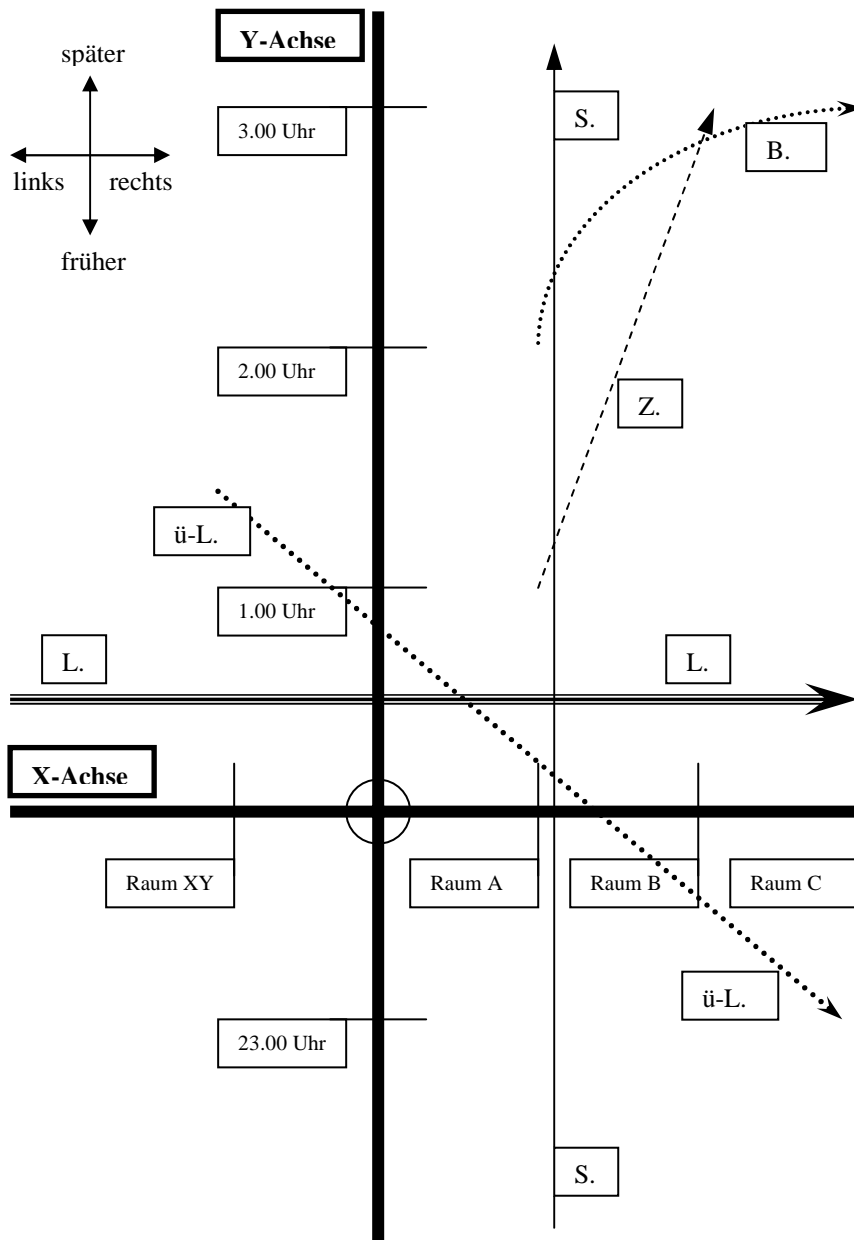 Y-Achse
später
3.00 Uhr
S.
B.
links rechts
früher
2.00 Uhr
Z.
ü-L.
1.00 Uhr
L.
L.
X-Achse
Raum XY
Raum A
Raum B
Raum C
ü-L.
23.00 Uhr
S.